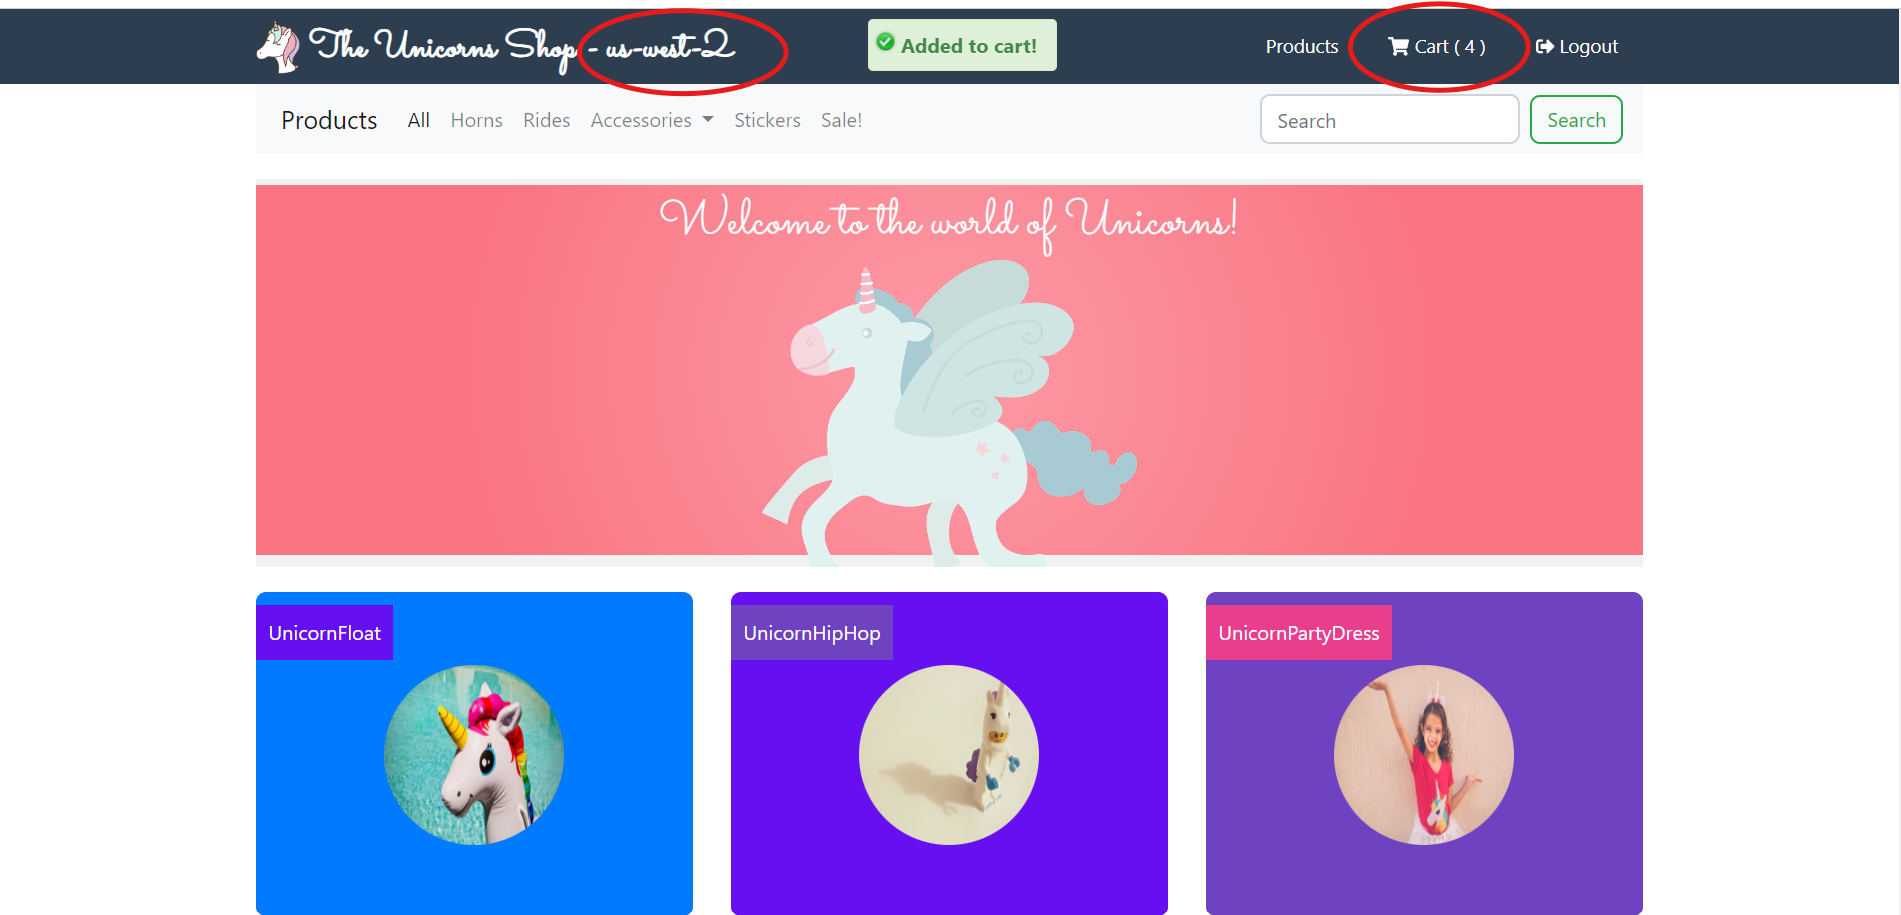 The Unicorns Shop - us-west-2
Added to cart!
Products
Cart ( 4 )
Logout
Products
All
Horns
Rides
Accessories
Stickers
Sale!
Search
Search
Welcome to the world of Unicorns!
UnicornFloat
UnicornHipHop
UnicornPartyDress